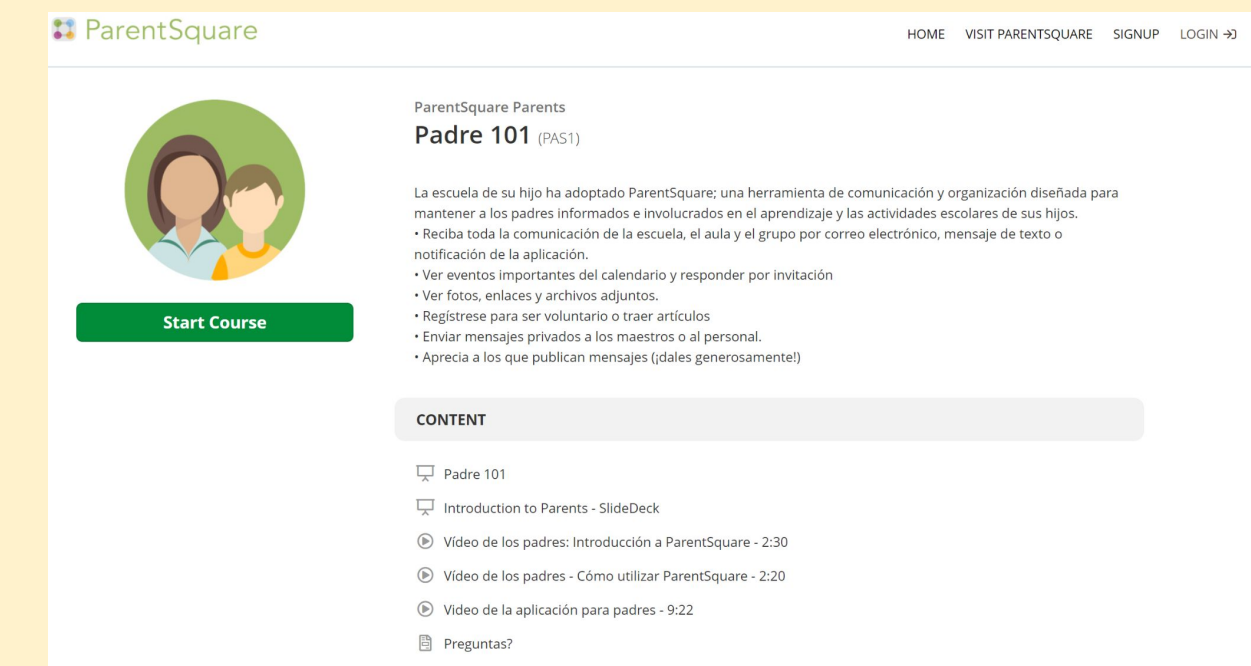 ParentSquare
HOME VISIT PARENTSQUARE SIGNUP LOGIN
ParentSquare Parents
Padre 101 (PAS1)
La escuela de su hijo ha adoptado ParentSquare; una herramienta de comunicación y organización diseñada para
mantener a los padres informados e involucrados en el aprendizaje y las actividades escolares de sus hijos.
• Reciba toda la comunicación de la escuela, el aula y el grupo por correo electrónico, mensaje de texto o
notificación de la aplicación.
• Ver eventos importantes del calendario y responder por invitación
• Ver fotos, enlaces y archivos adjuntos.
• Regístrese para ser voluntario o traer artículos
• Enviar mensajes privados a los maestros o al personal.
• Aprecia a los que publican mensajes (¡dales generosamente!)
Start Course
CONTENT
Padre 101
Introduction to Parents - SlideDeck
Vídeo de los padres: Introducción a ParentSquare - 2:30
Vídeo de los padres - Cómo utilizar ParentSquare - 2:20
Video de la aplicación para padres - 9:22
Preguntas?